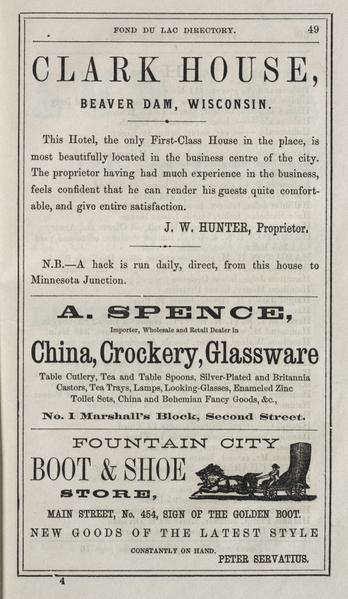 FOND DU LAC DIRECTORY. 49
CLARK HOUSE,
BEAVER DAM, WISCONSIN.
This Hotel, the only First-Class House in the place, is
most beautifully located in the business centre of the city.
The proprietor having had much experience in the business,
feels confident that he can render his guests quite comfort-
able, and give entire satisfaction.
J. W. HUNTER, Proprietor.
N.B.—A hack is run daily, direct, from this house to
Minnesota Junction.
A. SPENCE,
Importer, Wholesale and Retail Dealer in
China, Crockery, Glassware
Table Cutlery, Tea and Table Spoons, Silver-Plated and Britannia
Castors, Tea Trays, Lamps, Looking-Glasses, Enameled Zinc
Toilet Sets, China and Bohemian Fancy Goods, &c.,
No. 1 Marshall's Block, Second Street.
FOUNTAIN CITY
BOOT & SHOE
STORE,
MAIN STREET, No. 454, SIGN OF THE GOLDEN BOOT.
NEW GOODS OF THE LATEST STYLE
CONSTANTLY ON HAND.
PETER SERVATIUS.
4